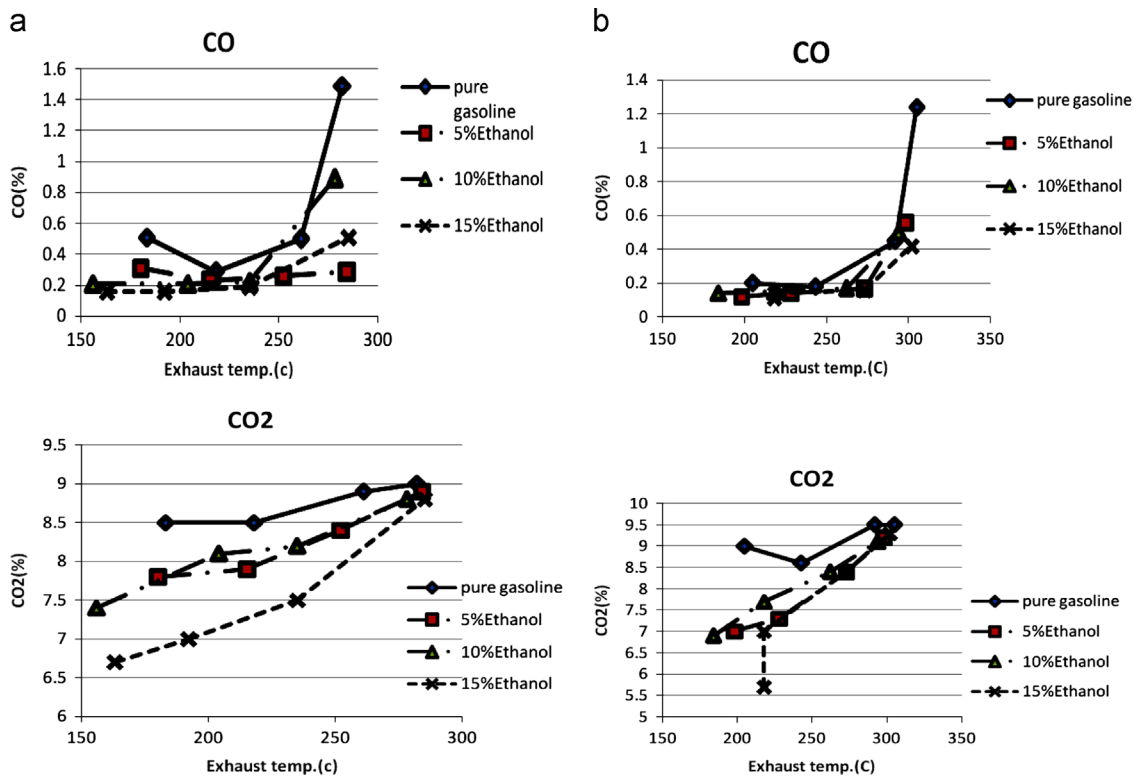 a
CO
1.6
1.4
1.2
1
0.8
0.6
0.4
0.2
0
150
200
250
300
CO(%)
Exhaust temp.(c)
pure
gasoline
5%Ethanol
10%Ethanol
15%Ethanol
b
CO
1.4
1.2
1
0.8
0.6
0.4
0.2
0
150
200
250
300
350
CO(%)
Exhaust temp.(C)
pure gasoline
5%Ethanol
10%Ethanol
15%Ethanol
CO2
9.5
9
8.5
8
7.5
7
6.5
6
150
200
250
300
CO2(%)
Exhaust temp.(c)
pure gasoline
5%Ethanol
10%Ethanol
15%Ethanol
CO2
10
9.5
9
8.5
8
7.5
7
6.5
6
5.5
5
150
200
250
300
350
CO2(%)
Exhaust temp.(C)
pure gasoline
5%Ethanol
10%Ethanol
15%Ethanol